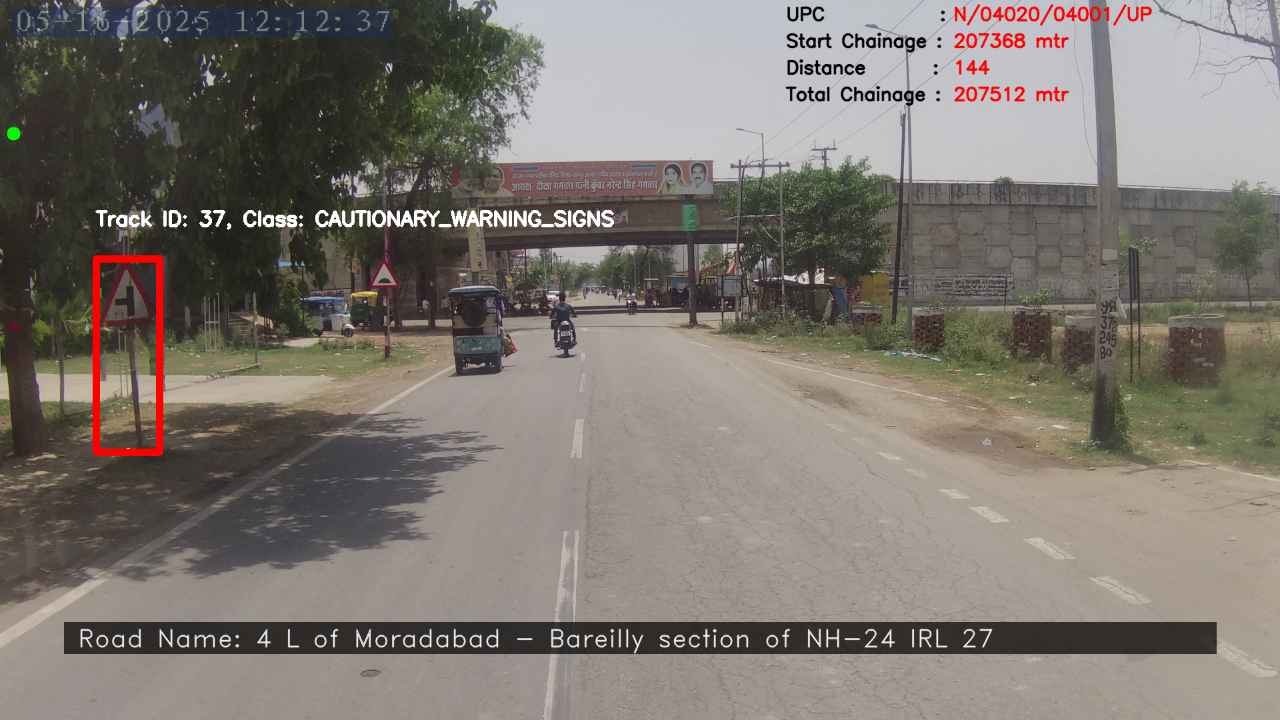 05-16-2025 12:12:37
UPC : N/04020/04001/UP
Start Chainage : 207368 mtr
Distance : 144
Total Chainage : 207512 mtr
Track ID: 37, Class: CAUTIONARY_WARNING_SIGNS
Road Name: 4 L of Moradabad - Bareilly section of NH-24 IRL 27